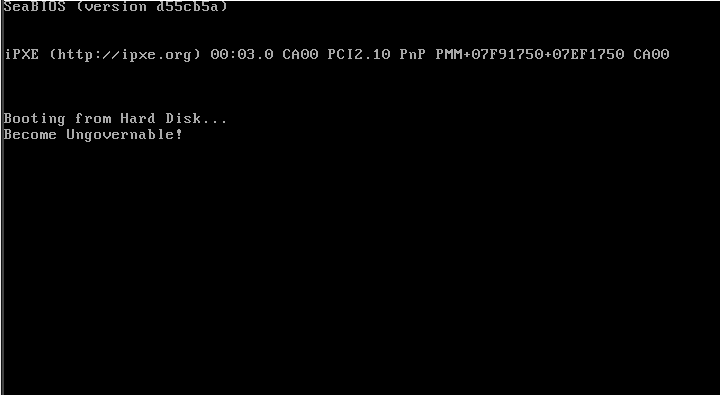 SeaBIOS (version d55cb5a)
iPXE (http://ipxe.org) 00:03.0 CA00 PCI2.10 PnP PMM+07F91750+07EF1750 CA00
Booting from Hard Disk...
Become Ungovernable!